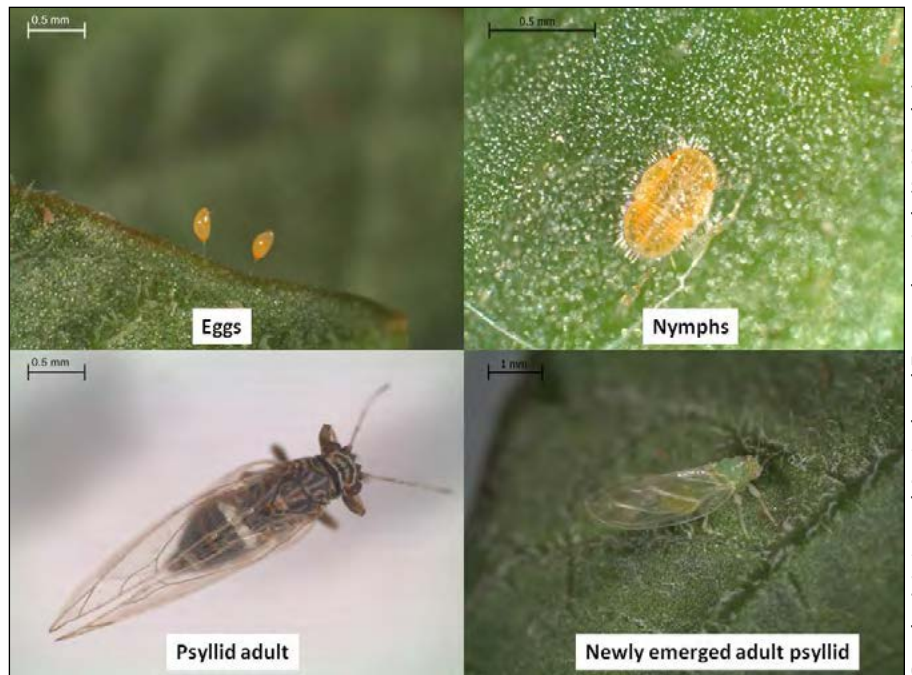 0.5 mm
0.5 mm
Eggs
Nymphs
0.5 mm
1 mm
Psyllid adult
Newly emerged adult psyllid